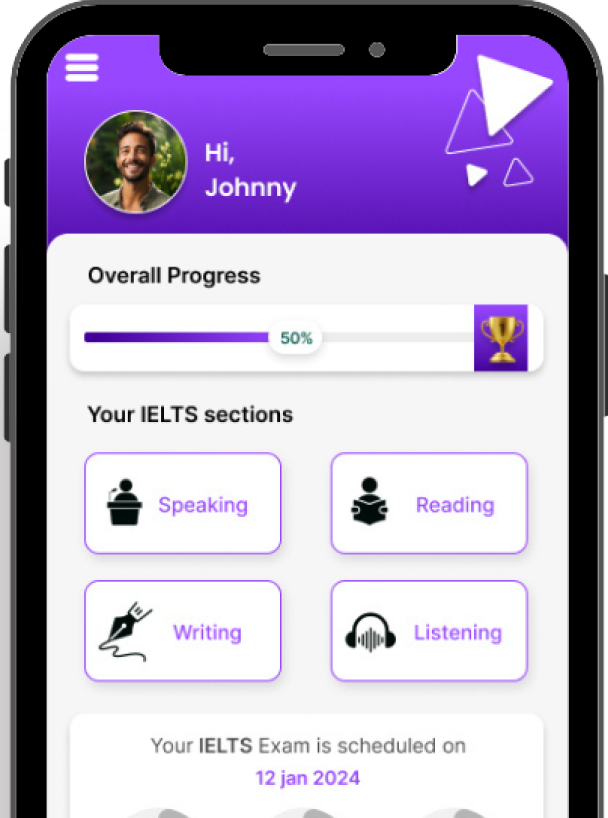 Hi,
Johnny
Overall Progress
50%
Your IELTS sections
Speaking
Reading
Writing
Listening
Your IELTS Exam is scheduled on
12 jan 2024